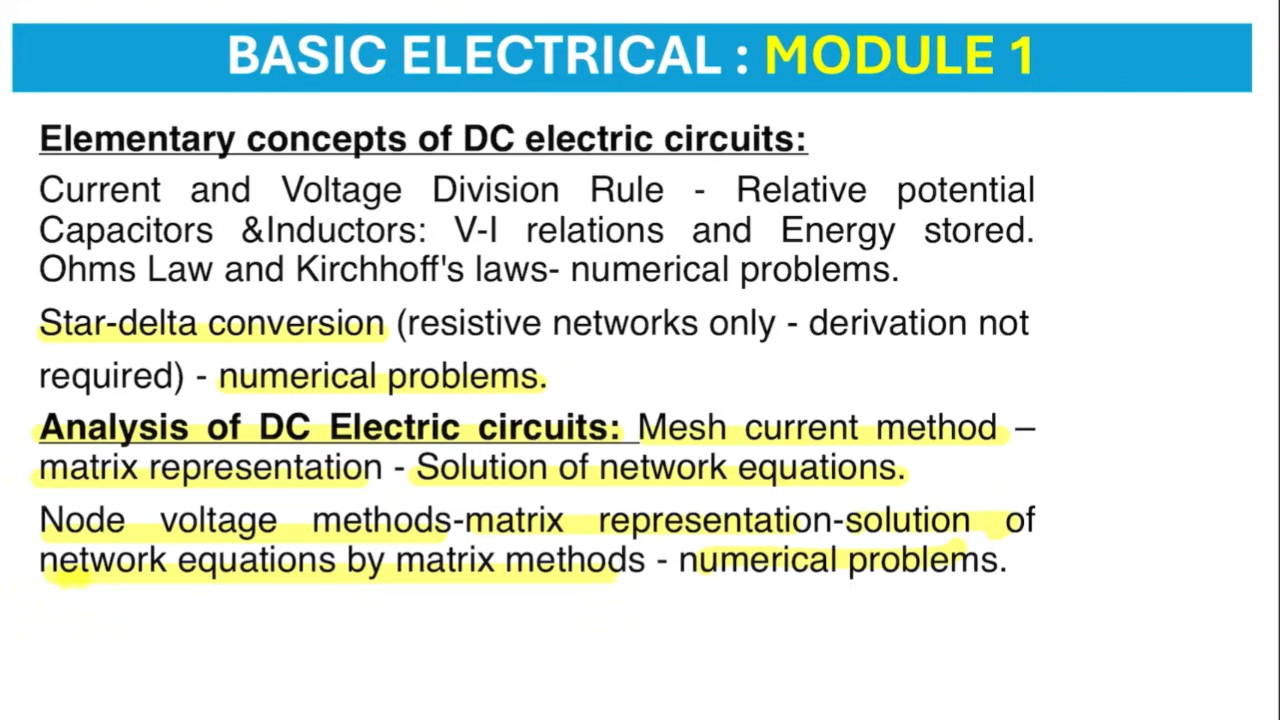 BASIC ELECTRICAL : MODULE 1
Elementary concepts of DC electric circuits:
Current and Voltage Division Rule - Relative potential
Capacitors &Inductors: V-I relations and Energy stored.
Ohms Law and Kirchhoff's laws- numerical problems.
Star-delta conversion (resistive networks only - derivation not
required) - numerical problems.
Analysis of DC Electric circuits: Mesh current method –
matrix representation - Solution of network equations.
Node voltage methods-matrix representation-solution of
network equations by matrix methods - numerical problems.